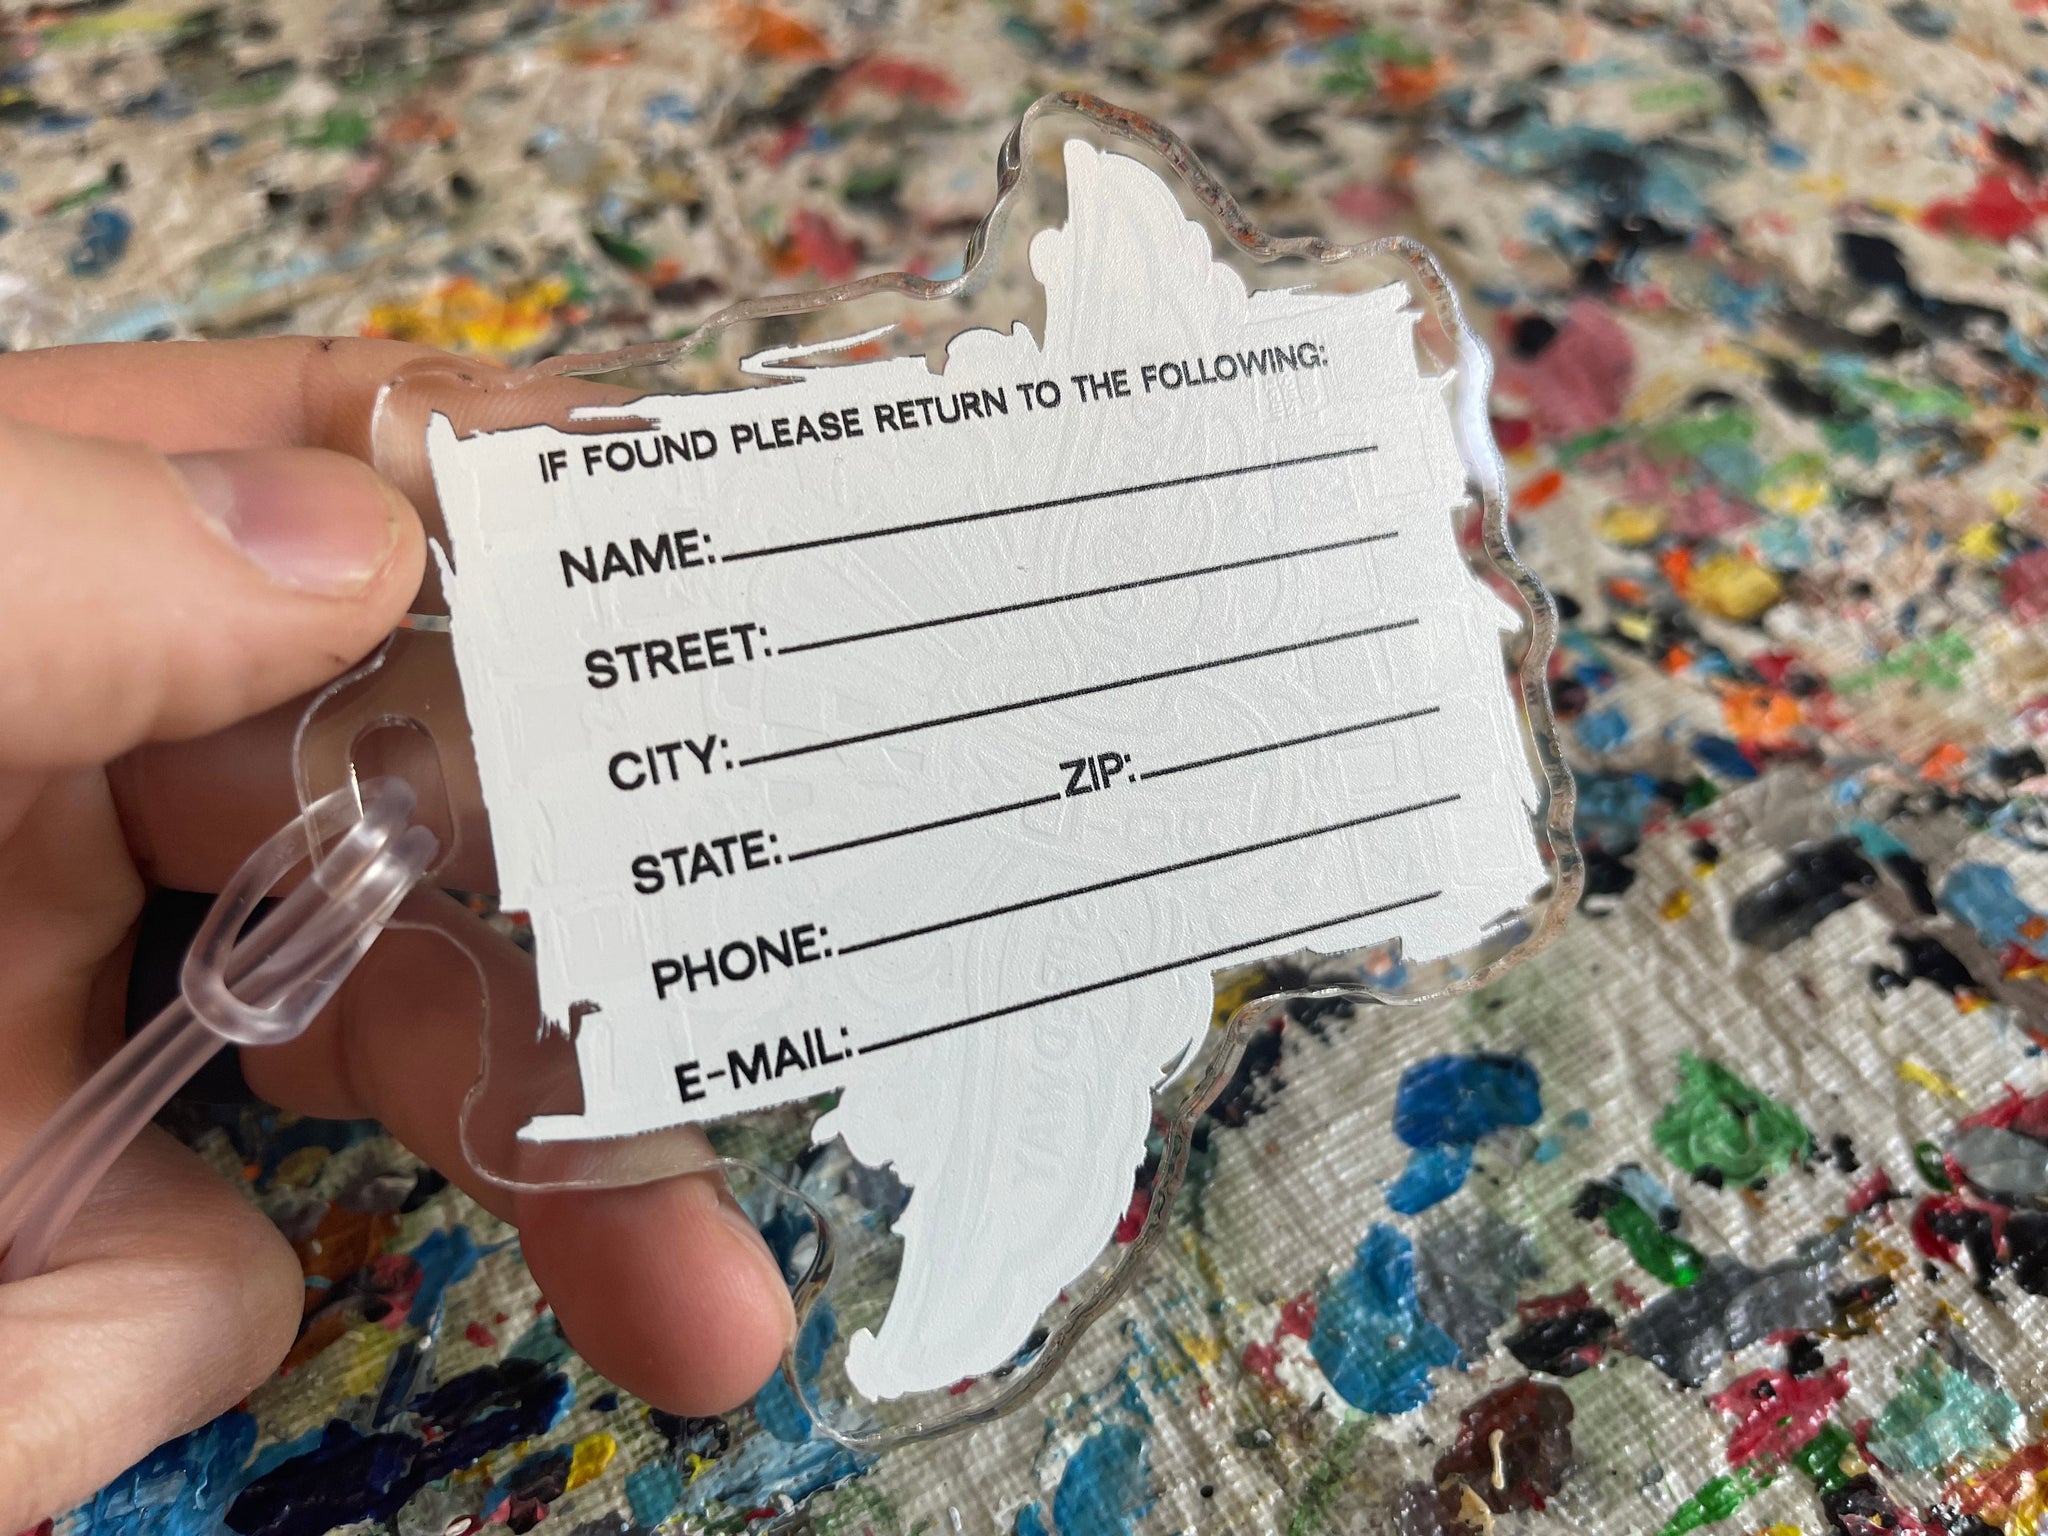 IF FOUND PLEASE RETURN TO THE FOLLOWING:
NAME:
STREET:
CITY:
STATE: ZIP:
PHONE:
E-MAIL: